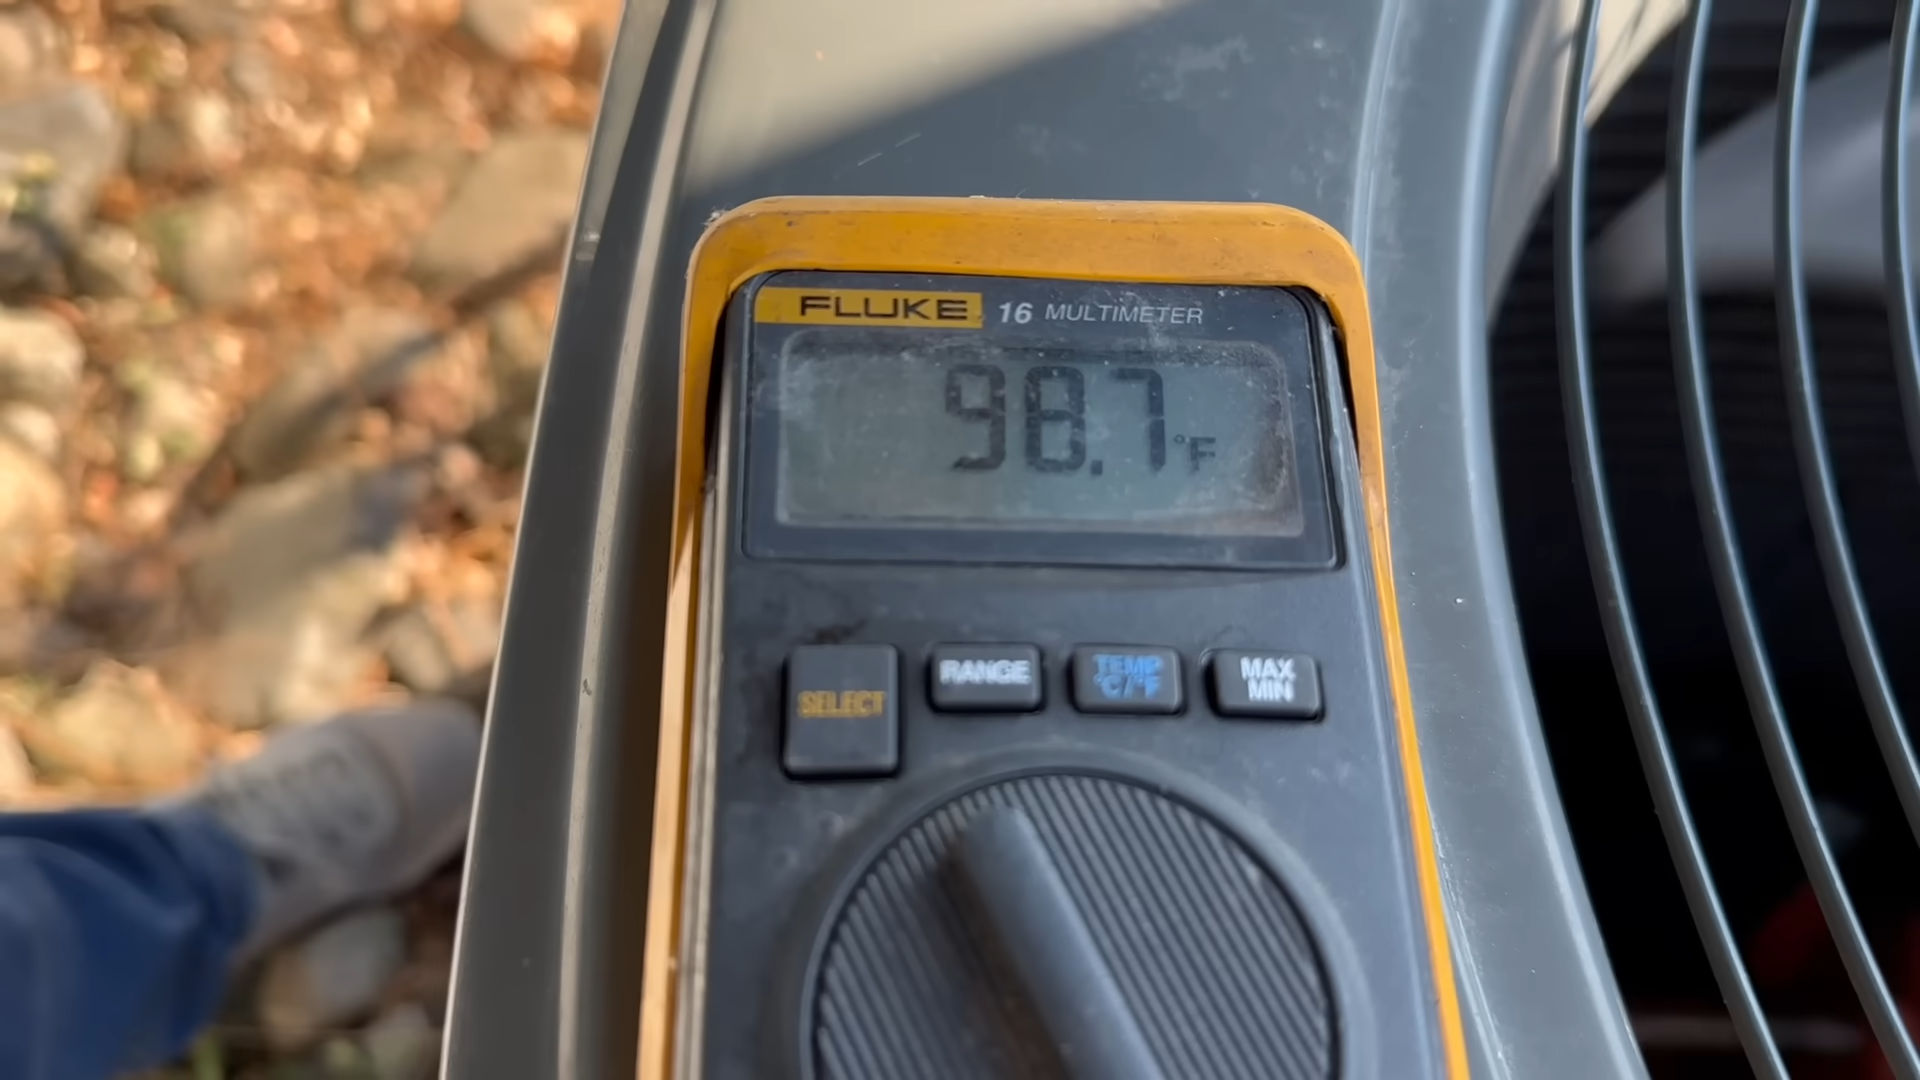 FLUKE 16 MULTIMETER
98.7°F
SELECT
RANGE
TEMP
°C/°F
MAX
MIN